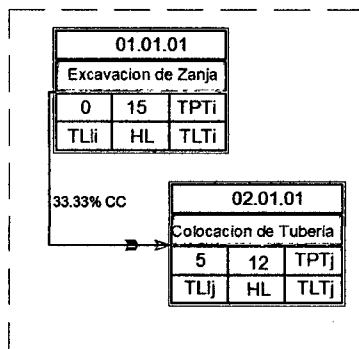 01.01.01
Excavacion de Zanja
0 15 TPTi
TLIi HL TLTi
33.33% CC
02.01.01
Colocacion de Tubería
5 12 TPTj
TLIj HL TLTj